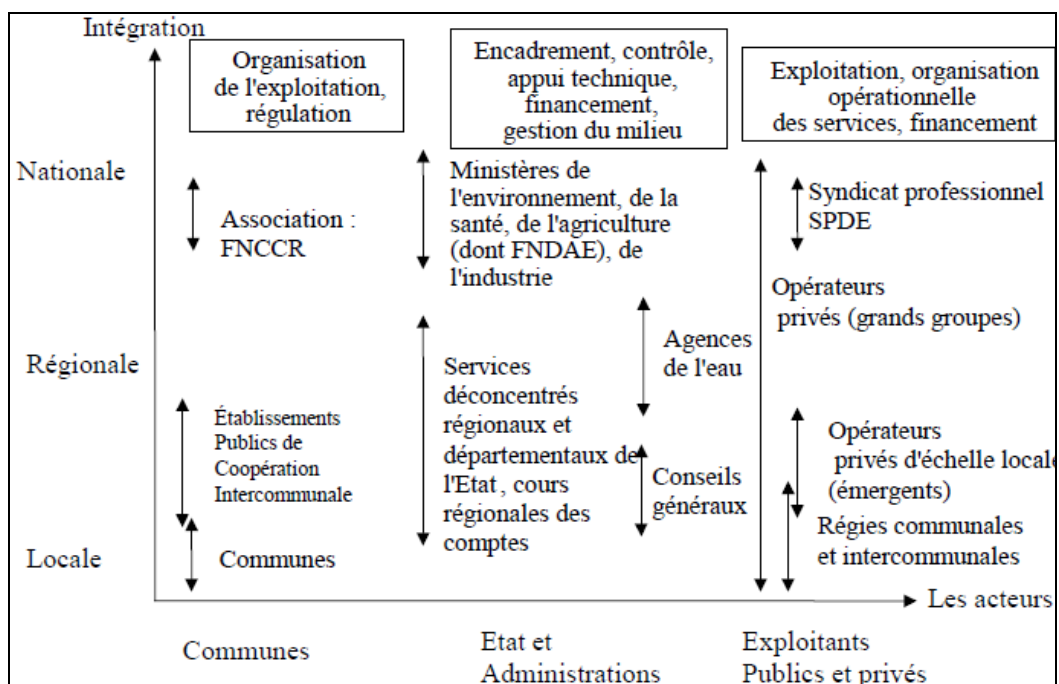 Intégration
Organisation
de l'exploitation,
régulation
Encadrement, contrôle,
appui technique,
financement,
gestion du milieu
Exploitation, organisation
opérationnelle
des services, financement
Nationale
Association :
FNCCR
Ministères de
l'environnement, de la
santé, de l'agriculture
(dont FNDAE), de
l'industrie
Syndicat professionnel
SPDE
Opérateurs
privés (grands groupes)
Régionale
Établissements
Publics de
Coopération
Intercommunale
Services
déconcentrés
régionaux et
départementaux de
l'Etat, cours
régionales des
comptes
Agences
de l'eau
Conseils
généraux
Opérateurs
privés d'échelle locale
(émergents)
Régies communales
et intercommunales
Locale
Communes
Les acteurs
Communes
Etat et
Administrations
Exploitants
Publics et privés